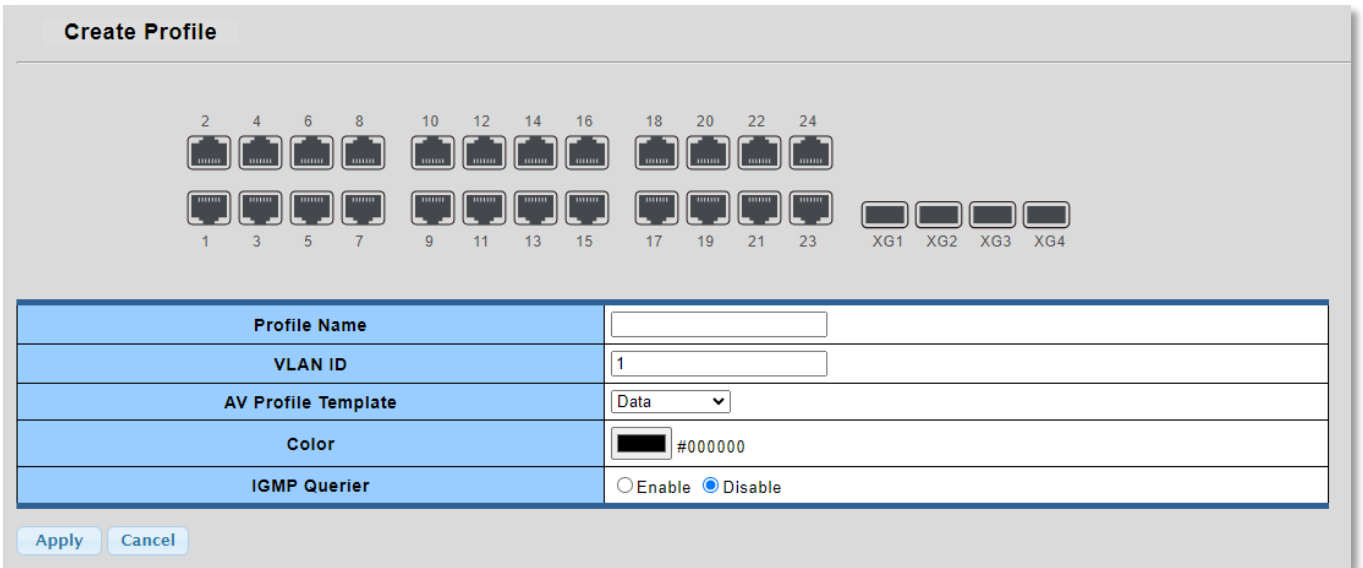 Create Profile
2 4 6 8 10 12 14 16 18 20 22 24
1 3 5 7 9 11 13 15 17 19 21 23 XG1 XG2 XG3 XG4
Profile Name
VLAN ID 1
AV Profile Template Data
Color #000000
IGMP Querier Enable Disable
Apply Cancel